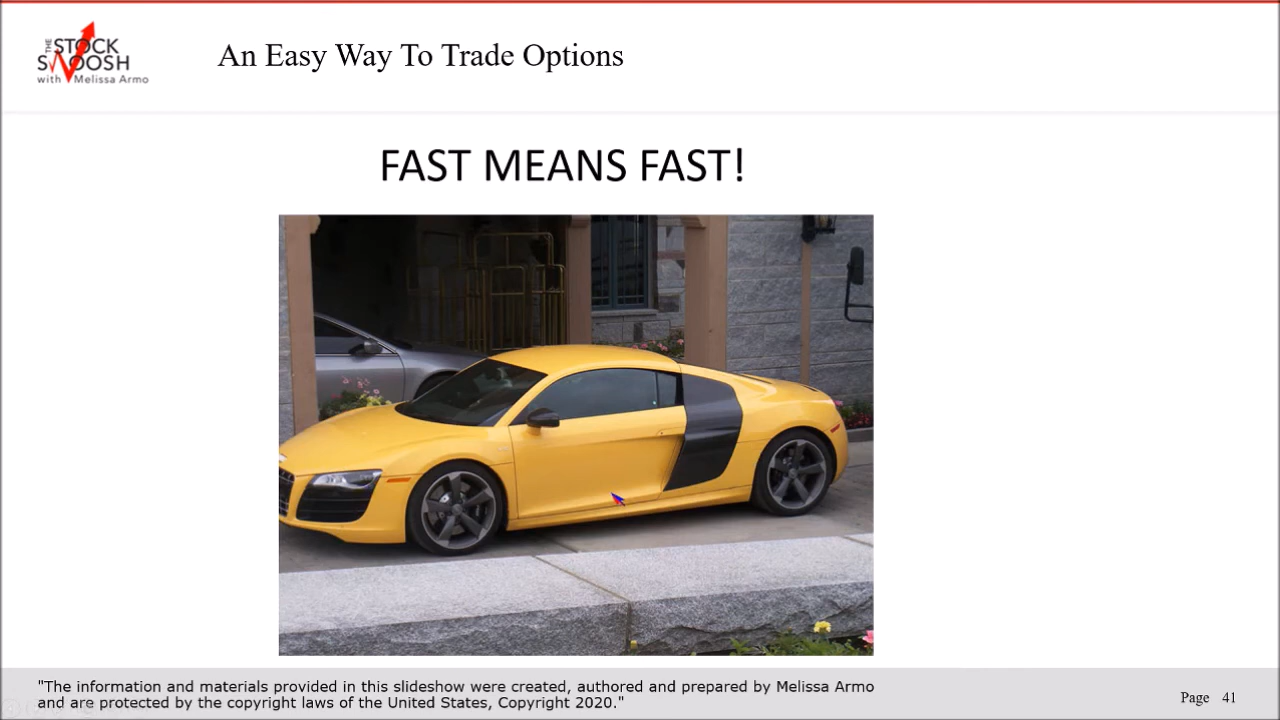 THE
STOCK
SWOOSH
with Melissa Armo
An Easy Way To Trade Options
FAST MEANS FAST!
"The information and materials provided in this slideshow were created, authored and prepared by Melissa Armo
and are protected by the copyright laws of the United States, Copyright 2020."
Page 41